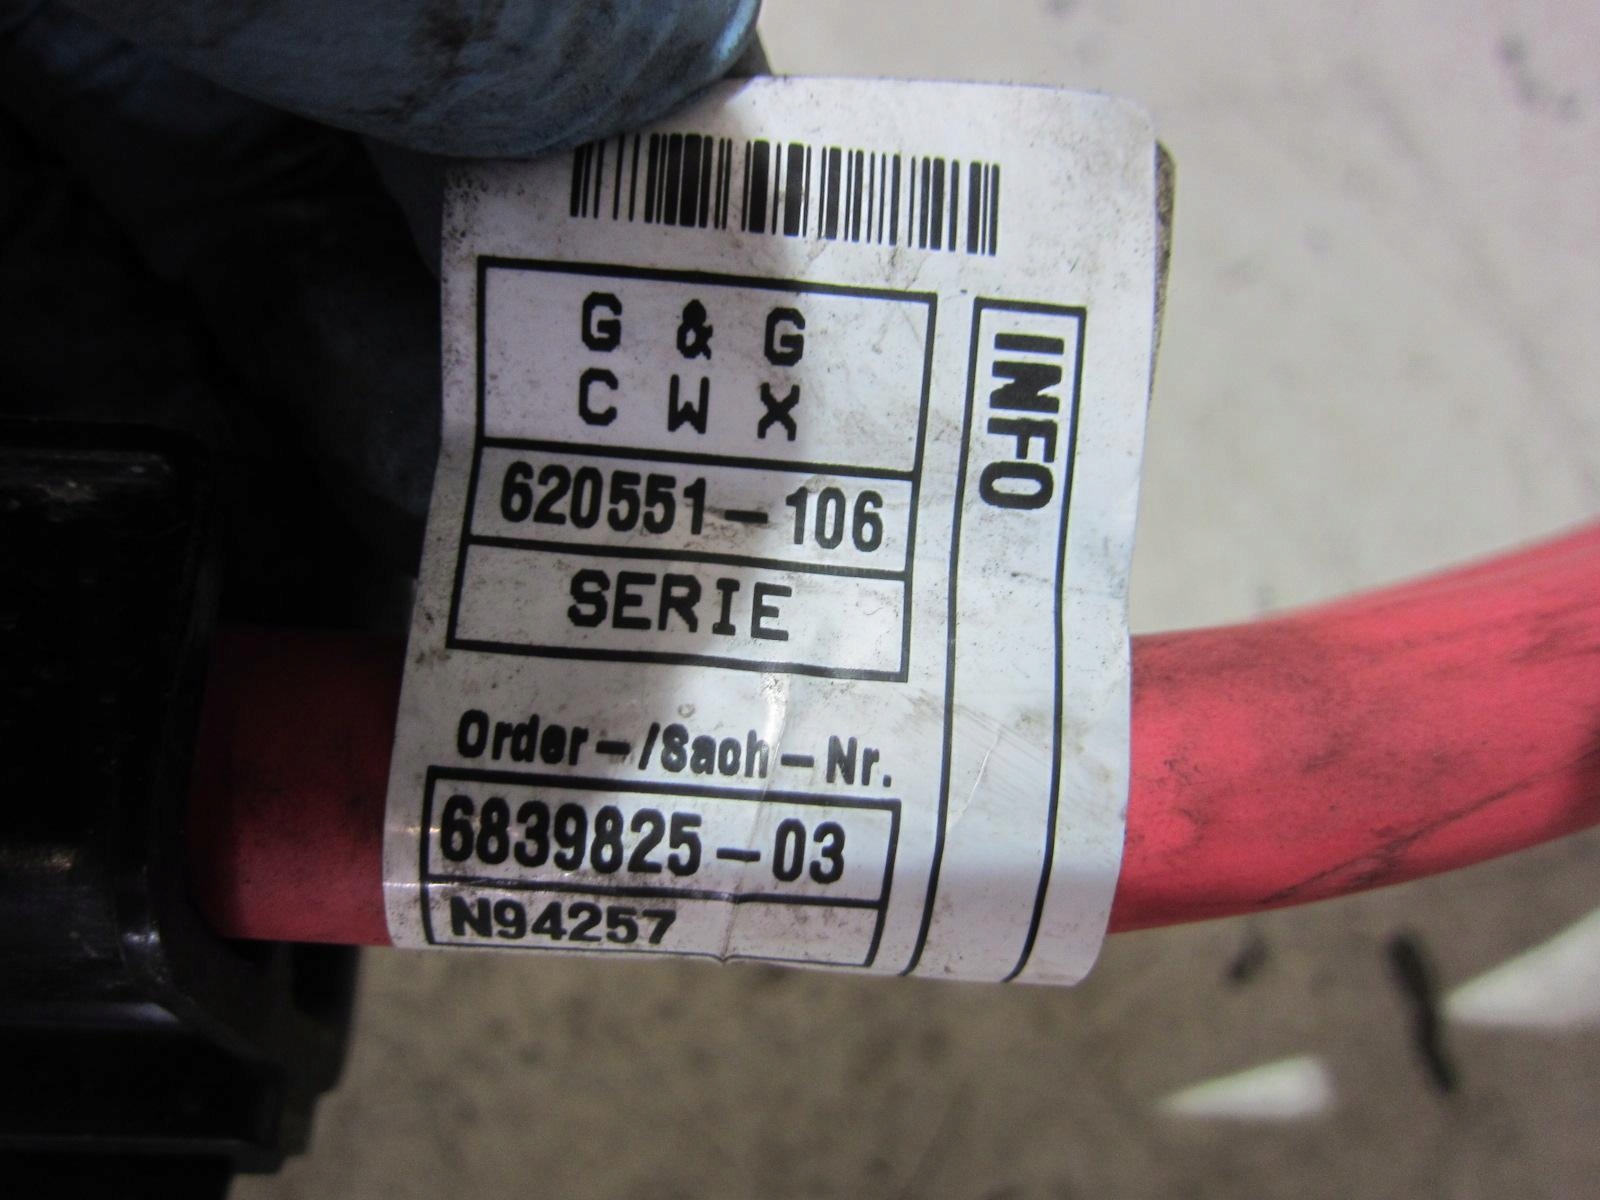 G & G
C W X
620551-106
SERIE
Order-/Sach-Nr.
6839825-03
N94257
INFO